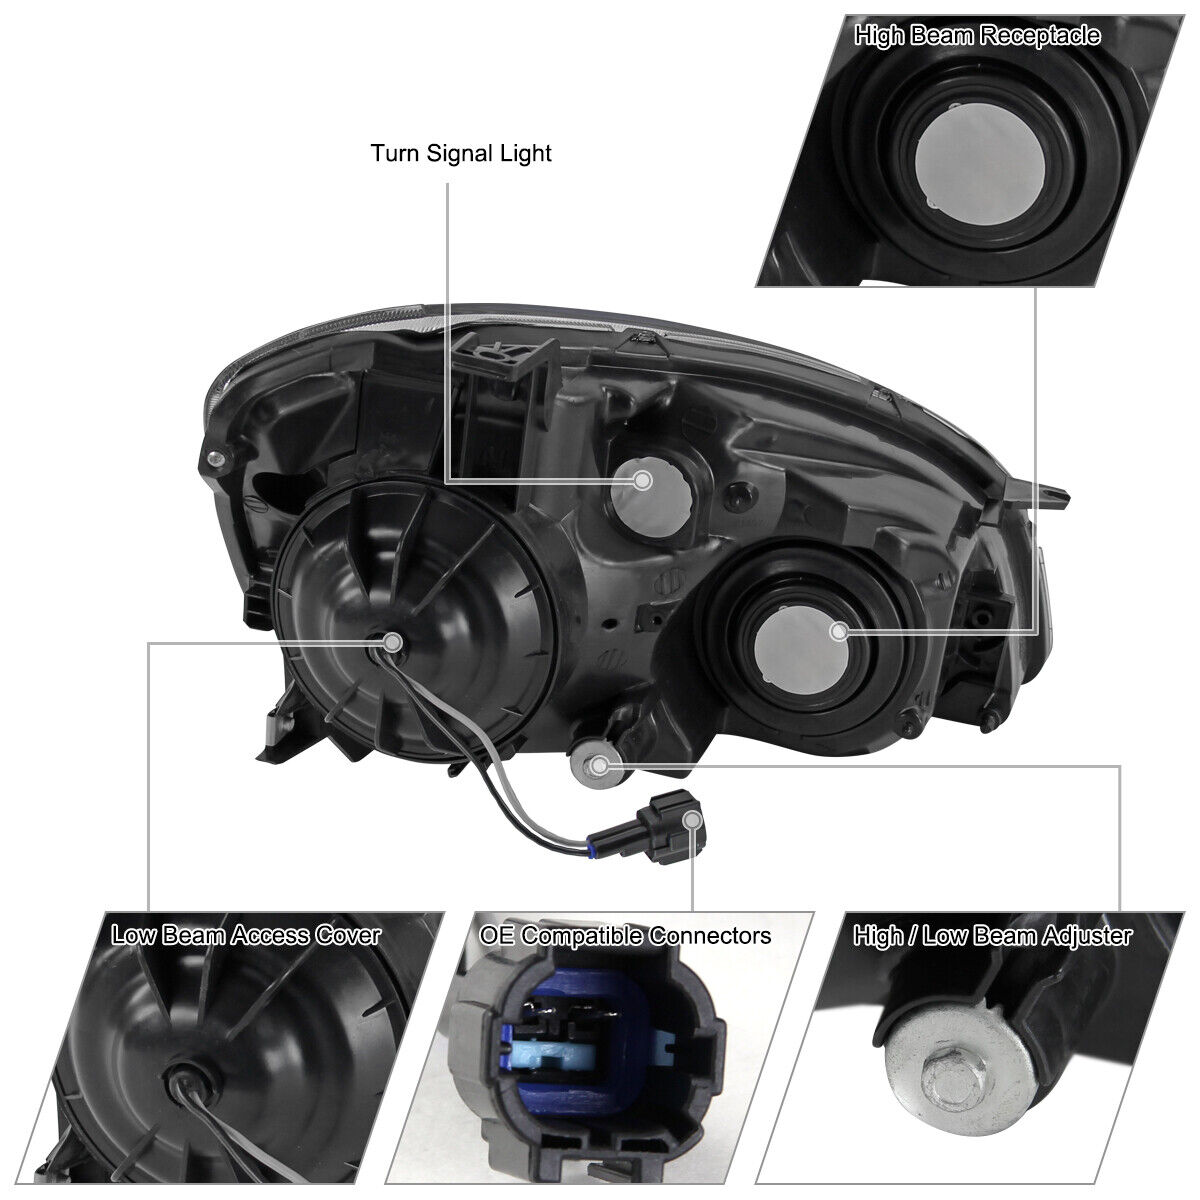 High Beam Receptacle
Turn Signal Light
Low Beam Access Cover
OE Compatible Connectors
High / Low Beam Adjuster